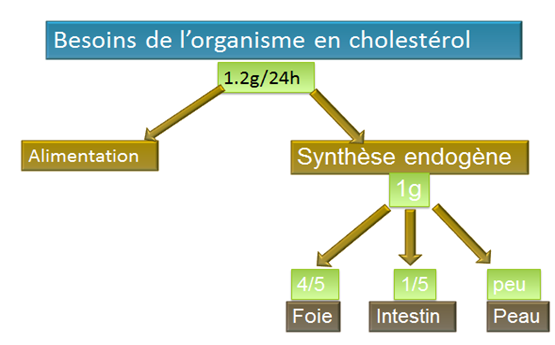 Besoins de l'organisme en cholestérol
1.2g/24h
Alimentation
Synthèse endogène
1g
4/5
1/5
peu
Foie
Intestin
Peau